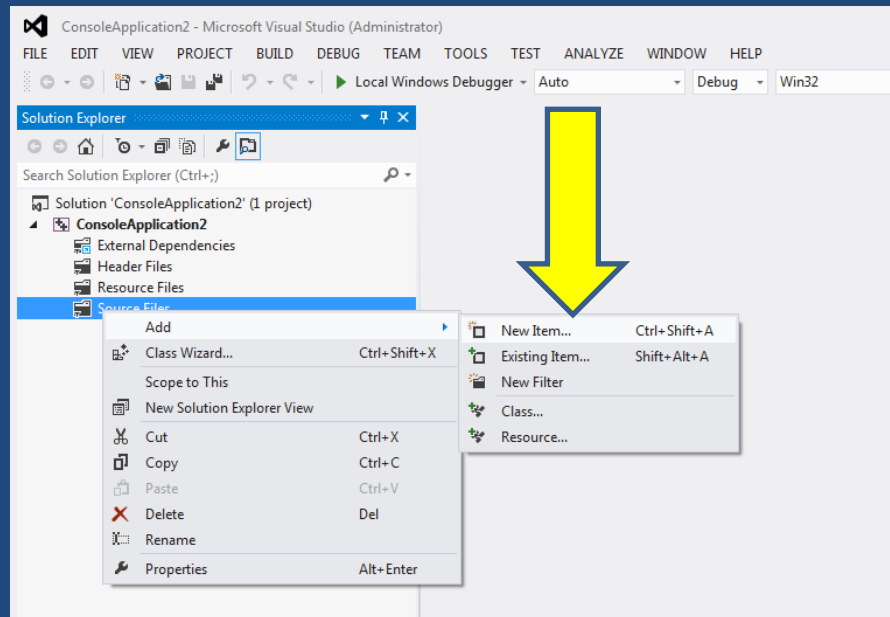 ConsoleApplication2 - Microsoft Visual Studio (Administrator)
FILE EDIT VIEW PROJECT BUILD DEBUG TEAM TOOLS TEST ANALYZE WINDOW HELP
Local Windows Debugger Auto Debug Win32
Solution Explorer
Search Solution Explorer (Ctrl+;)
Solution 'ConsoleApplication2' (1 project)
ConsoleApplication2
External Dependencies
Header Files
Resource Files
Source Files
Add
Class Wizard... Ctrl+Shift+X
Scope to This
New Solution Explorer View
Cut Ctrl+X
Copy Ctrl+C
Paste Ctrl+V
Delete Del
Rename
Properties Alt+Enter
New Item... Ctrl+Shift+A
Existing Item... Shift+Alt+A
New Filter
Class...
Resource...